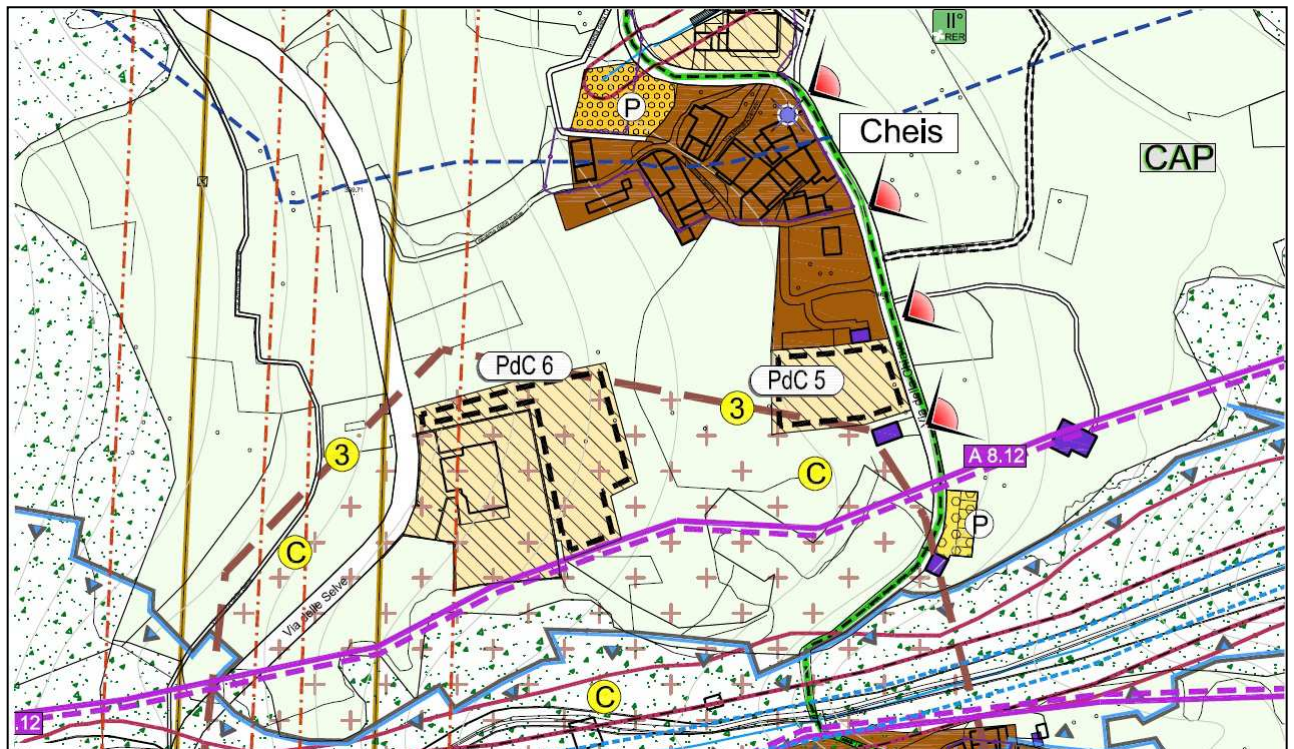 II°
RER
P
Cheis
CAP
PdC 6
PdC 5
3
3
A 8.12
C
P
C
Via delle Selve
C
.12